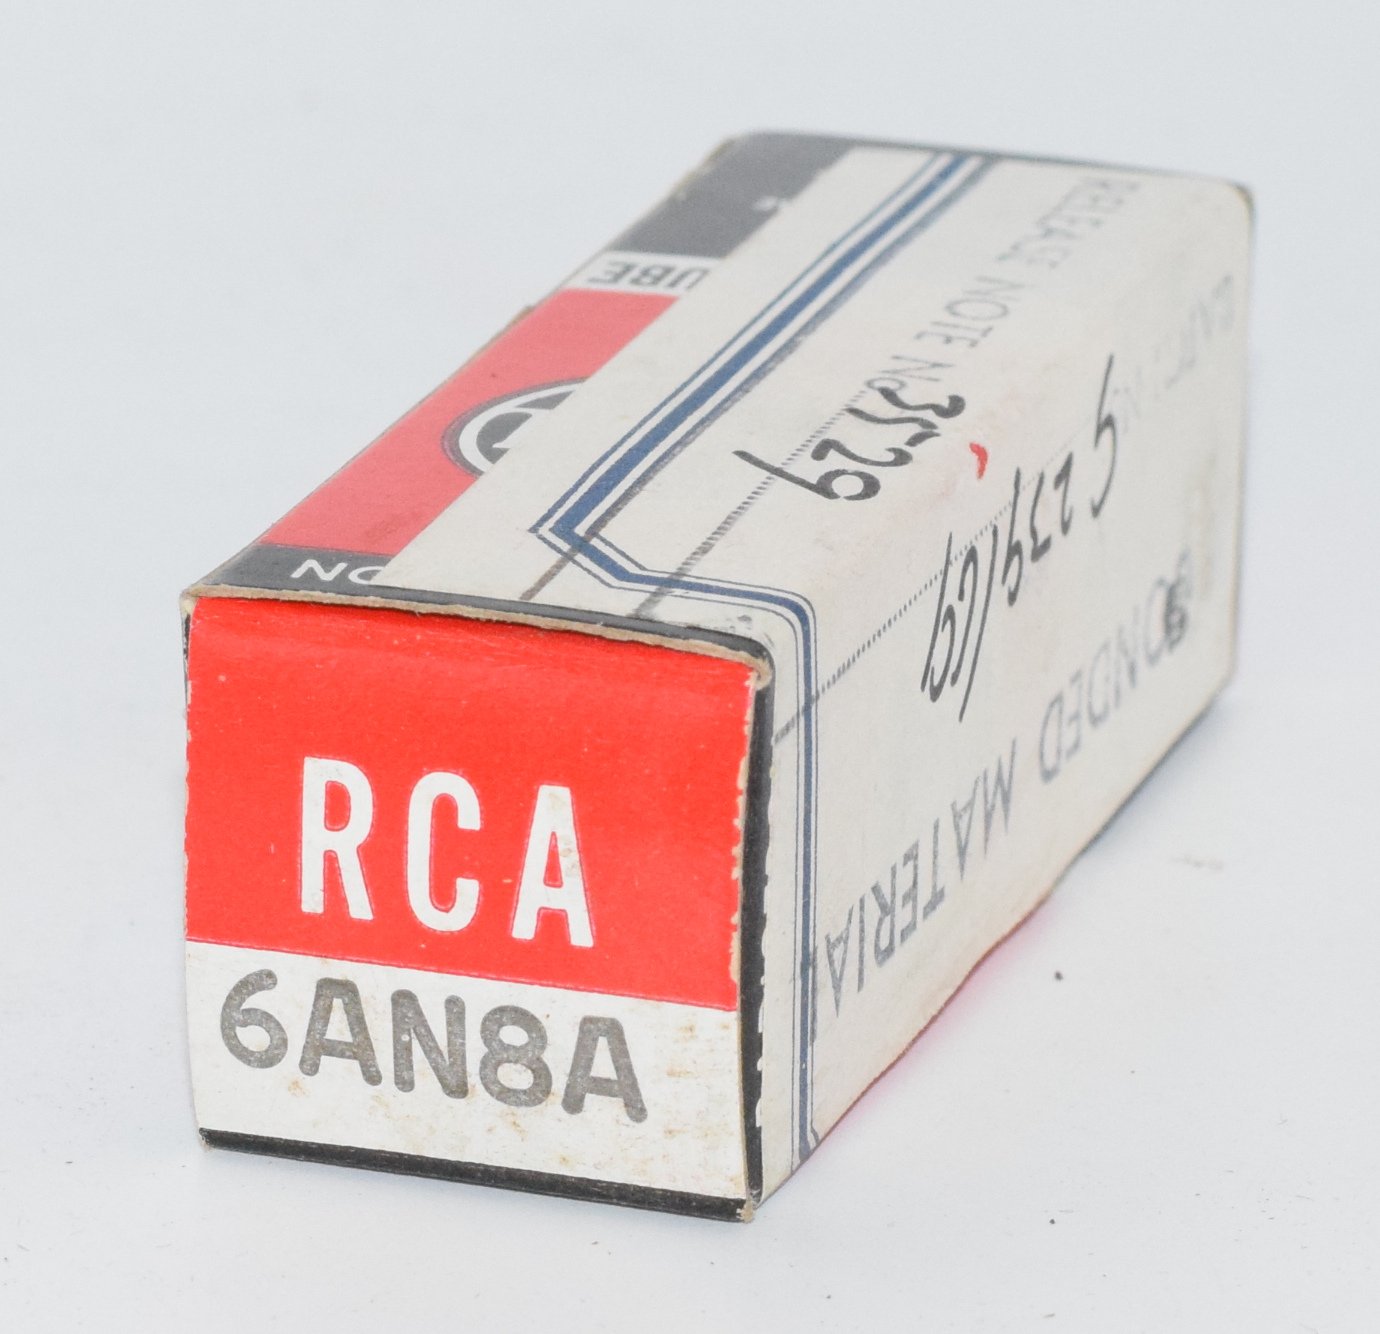 RCA
6AN8A
UBE
ON
RELEASE NOTE No
3529
BONDED MATERIAL